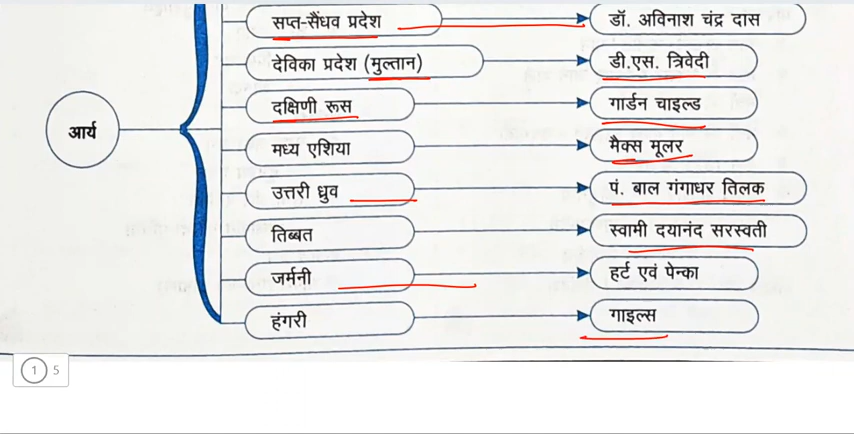 सप्त-सैंधव प्रदेश डॉ. अविनाश चंद्र दास
देविका प्रदेश (मुल्तान) डी.एस. त्रिवेदी
दक्षिणी रूस गार्डन चाइल्ड
आर्य
मध्य एशिया मैक्स मूलर
उत्तरी ध्रुव पं. बाल गंगाधर तिलक
तिब्बत स्वामी दयानंद सरस्वती
जर्मनी हर्ट एवं पेन्का
हंगरी गाइल्स
1 5